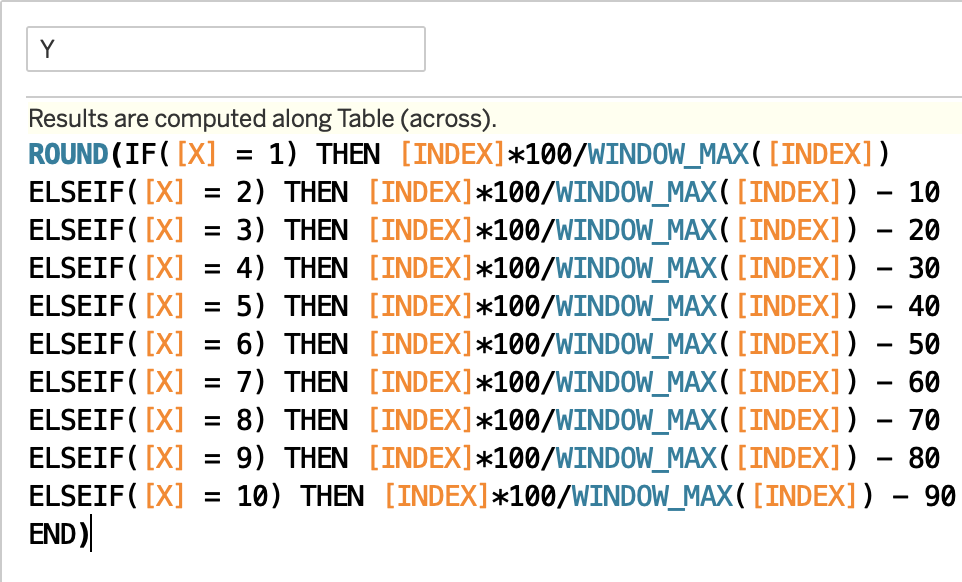 Y
Results are computed along Table (across).
ROUND(IF([X] = 1) THEN [INDEX]*100/WINDOW_MAX([INDEX])
ELSEIF([X] = 2) THEN [INDEX]*100/WINDOW_MAX([INDEX]) – 10
ELSEIF([X] = 3) THEN [INDEX]*100/WINDOW_MAX([INDEX]) – 20
ELSEIF([X] = 4) THEN [INDEX]*100/WINDOW_MAX([INDEX]) – 30
ELSEIF([X] = 5) THEN [INDEX]*100/WINDOW_MAX([INDEX]) – 40
ELSEIF([X] = 6) THEN [INDEX]*100/WINDOW_MAX([INDEX]) – 50
ELSEIF([X] = 7) THEN [INDEX]*100/WINDOW_MAX([INDEX]) – 60
ELSEIF([X] = 8) THEN [INDEX]*100/WINDOW_MAX([INDEX]) – 70
ELSEIF([X] = 9) THEN [INDEX]*100/WINDOW_MAX([INDEX]) – 80
ELSEIF([X] = 10) THEN [INDEX]*100/WINDOW_MAX([INDEX]) – 90
END)